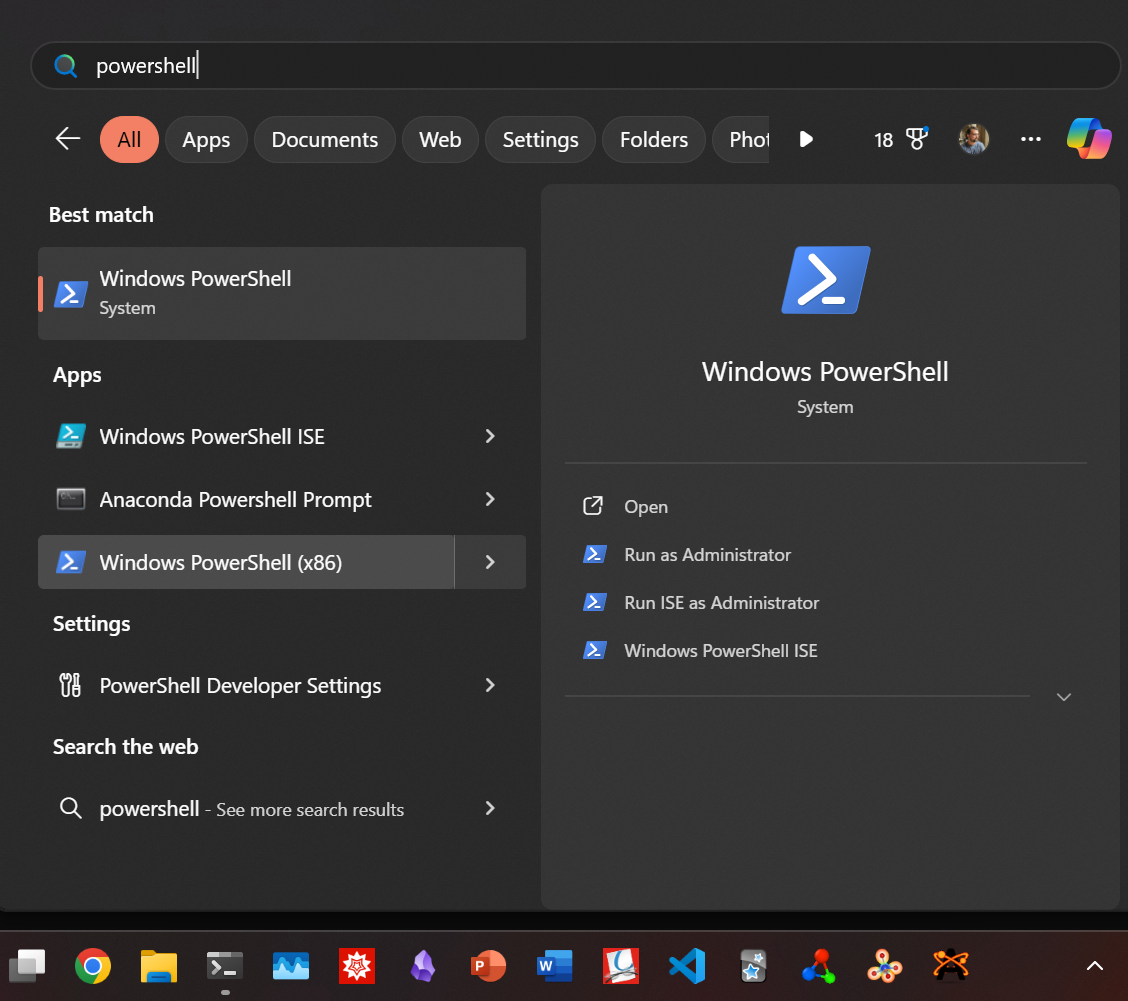 powershell
All
Apps
Documents
Web
Settings
Folders
Phot
18
Best match
Windows PowerShell
System
Apps
Windows PowerShell ISE
Anaconda Powershell Prompt
Windows PowerShell (x86)
Settings
PowerShell Developer Settings
Search the web
powershell - See more search results
Windows PowerShell
System
Open
Run as Administrator
Run ISE as Administrator
Windows PowerShell ISE
P
W